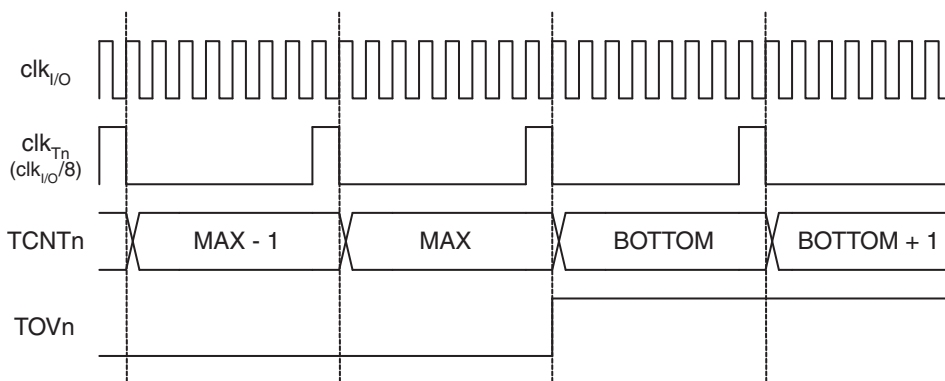 clkI/O
clkTn
(clkI/O/8)
TCNTn MAX - 1 MAX BOTTOM BOTTOM + 1
TOVn